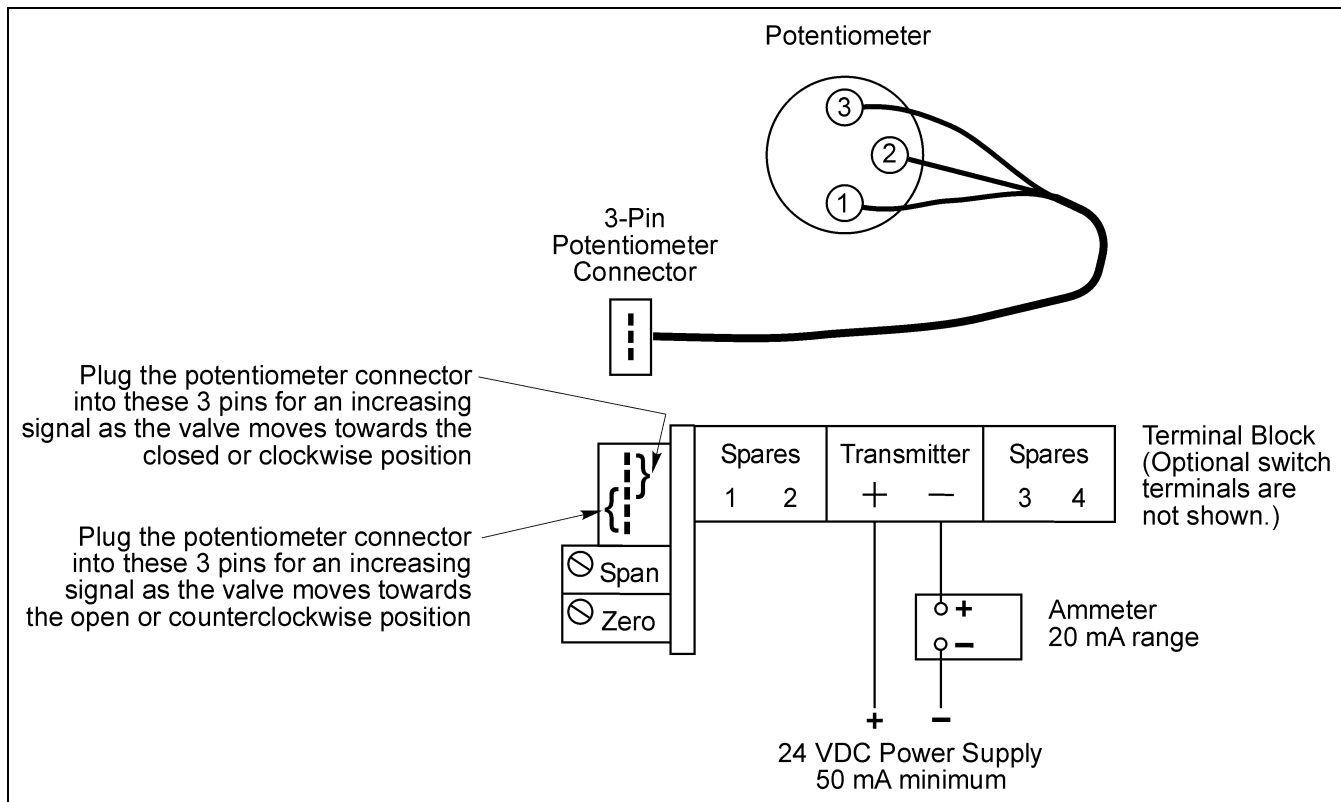 Potentiometer
3
2
1
3-Pin
Potentiometer
Connector
Plug the potentiometer connector
into these 3 pins for an increasing
signal as the valve moves towards the
closed or clockwise position
Plug the potentiometer connector
into these 3 pins for an increasing
signal as the valve moves towards
the open or counterclockwise position
Span
Zero
Spares
1 2
Transmitter
+ −
Spares
3 4
Terminal Block
(Optional switch
terminals are
not shown.)
+
−
Ammeter
20 mA range
+ −
24 VDC Power Supply
50 mA minimum